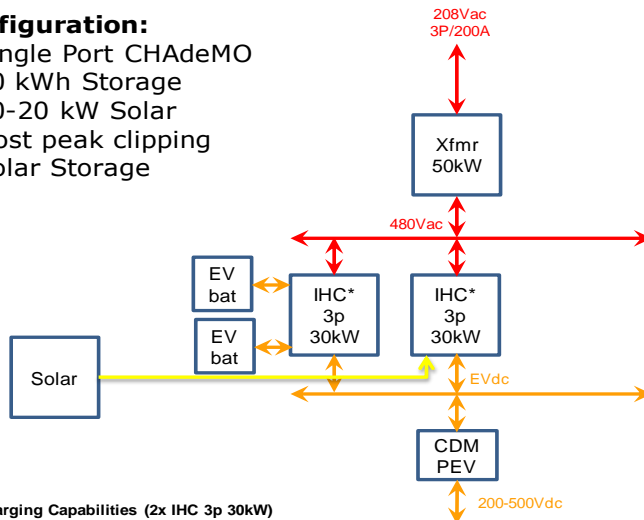 figuration:
ngle Port CHAdeMO
0 kWh Storage
0-20 kW Solar
ost peak clipping
olar Storage
208Vac
3P/200A
Xfmr
50kW
480Vac
EV
bat
IHC*
3p
30kW
IHC*
3p
30kW
EV
bat
Solar
EVdc
CDM
PEV
200-500Vdc
arging Capabilities (2x IHC 3p 30kW)